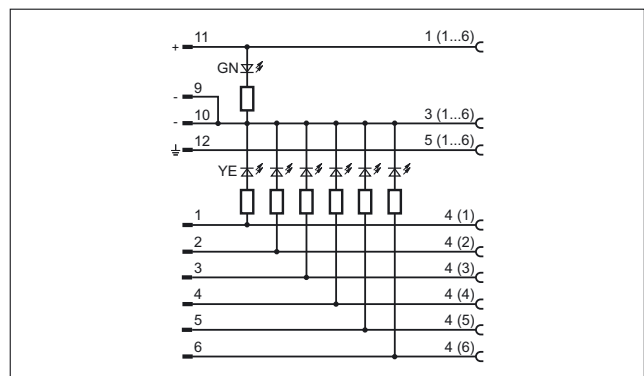 11 1 (1...6)
+
GN
9
-
10 3 (1...6)
-
12 5 (1...6)
YE
1 4 (1)
2 4 (2)
3 4 (3)
4 4 (4)
5 4 (5)
6 4 (6)